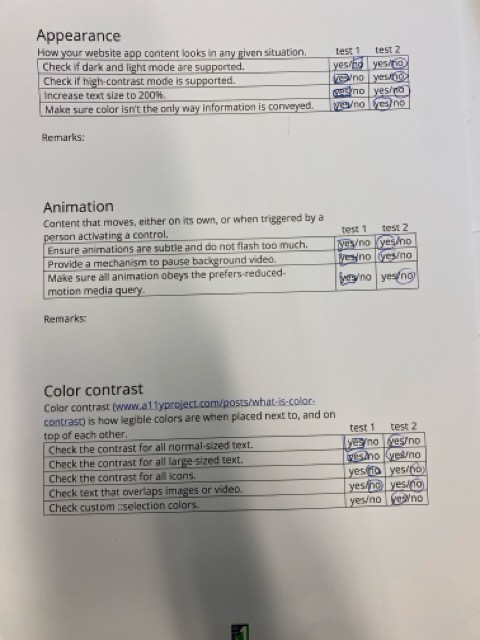 Appearance
How your website app content looks in any given situation. test 1 test 2
Check if dark and light mode are supported. yes/no yes/no
Check if high-contrast mode is supported. yes/no yes/no
Increase text size to 200%. yes/no yes/no
Make sure color isn't the only way information is conveyed. yes/no yes/no
Remarks:
Animation
Content that moves, either on its own, or when triggered by a
person activating a control. test 1 test 2
Ensure animations are subtle and do not flash too much. yes/no yes/no
Provide a mechanism to pause background video. yes/no yes/no
Make sure all animation obeys the prefers-reduced-
motion media query. yes/no yes/no
Remarks:
Color contrast
Color contrast (www.a11yproject.com/posts/what-is-color-
contrast) is how legible colors are when placed next to, and on
top of each other. test 1 test 2
Check the contrast for all normal-sized text. yes/no yes/no
Check the contrast for all large-sized text. yes/no yes/no
Check the contrast for all icons. yes/no yes/no
Check text that overlaps images or video. yes/no yes/no
Check custom ::selection colors. yes/no yes/no